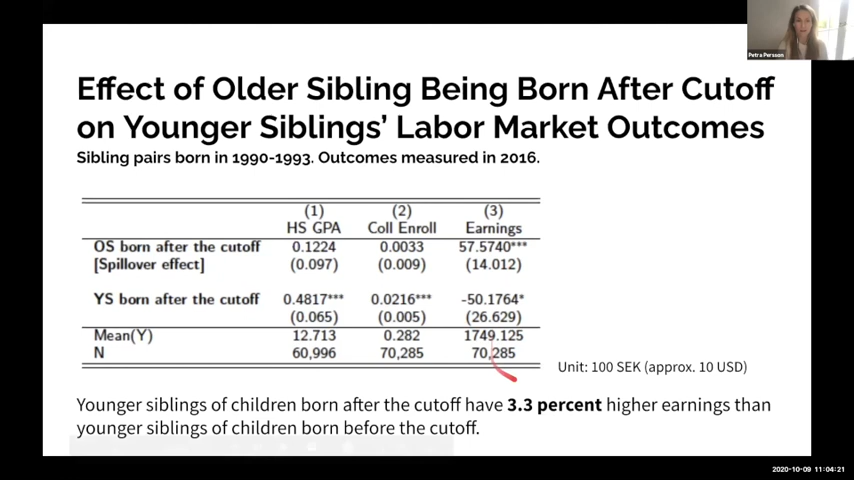 Petra Persson
Effect of Older Sibling Being Born After Cutoff
on Younger Siblings’ Labor Market Outcomes
Sibling pairs born in 1990-1993. Outcomes measured in 2016.
(1) (2) (3)
HS GPA Coll Enroll Earnings
OS born after the cutoff 0.1224 0.0033 57.5740***
[Spillover effect] (0.097) (0.009) (14.012)
YS born after the cutoff 0.4817*** 0.0216*** -50.1764*
(0.065) (0.005) (26.629)
Mean(Y) 12.713 0.282 1749.125
N 60,996 70,285 70,285
Unit: 100 SEK (approx. 10 USD)
Younger siblings of children born after the cutoff have 3.3 percent higher earnings than
younger siblings of children born before the cutoff.
2020-10-09 11:04:21